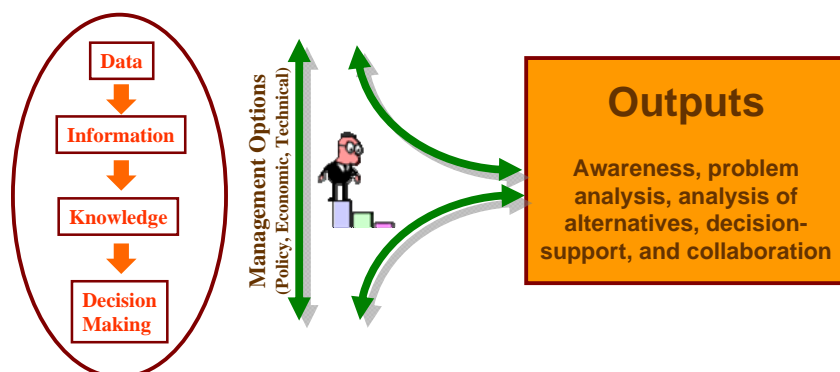 Data
Information
Knowledge
Decision
Making
Management Options
(Policy, Economic, Technical)
Outputs
Awareness, problem
analysis, analysis of
alternatives, decision-
support, and collaboration